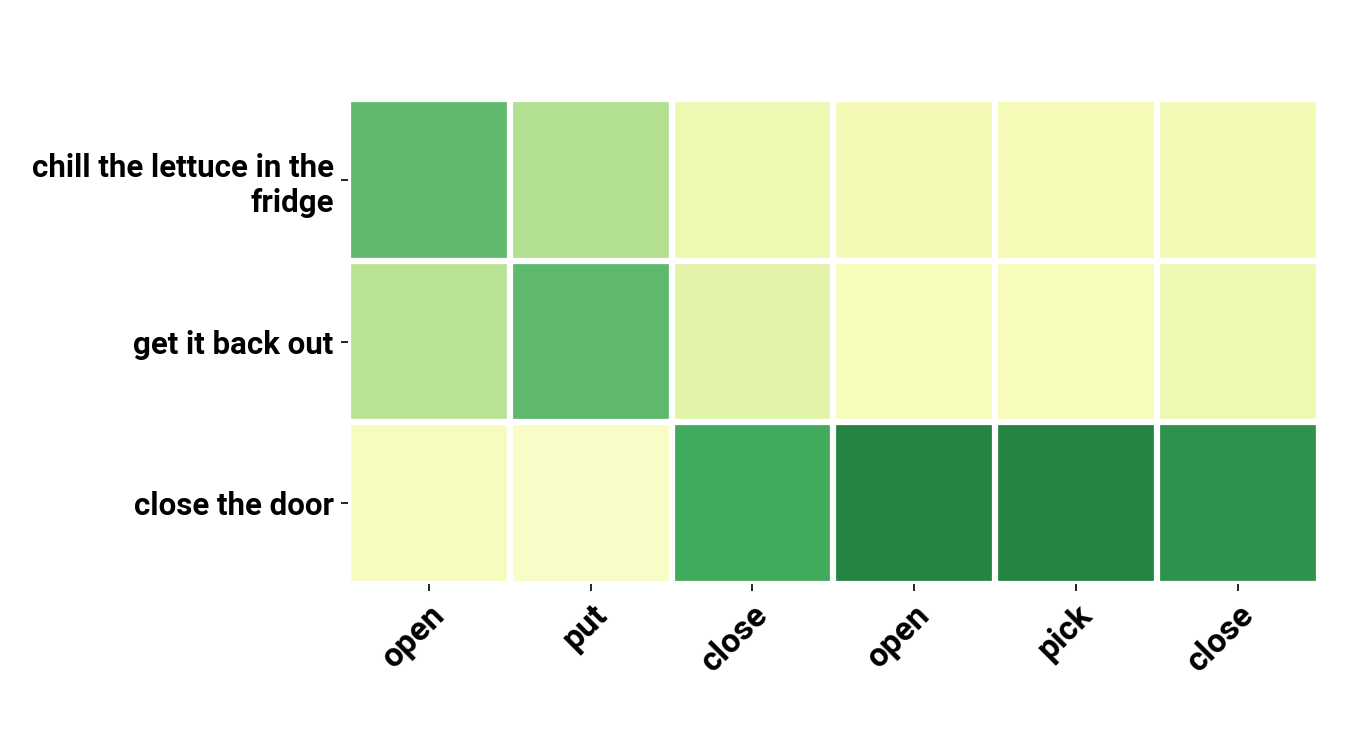 chill the lettuce in the
fridge
get it back out
close the door
open
put
close
open
pick
close